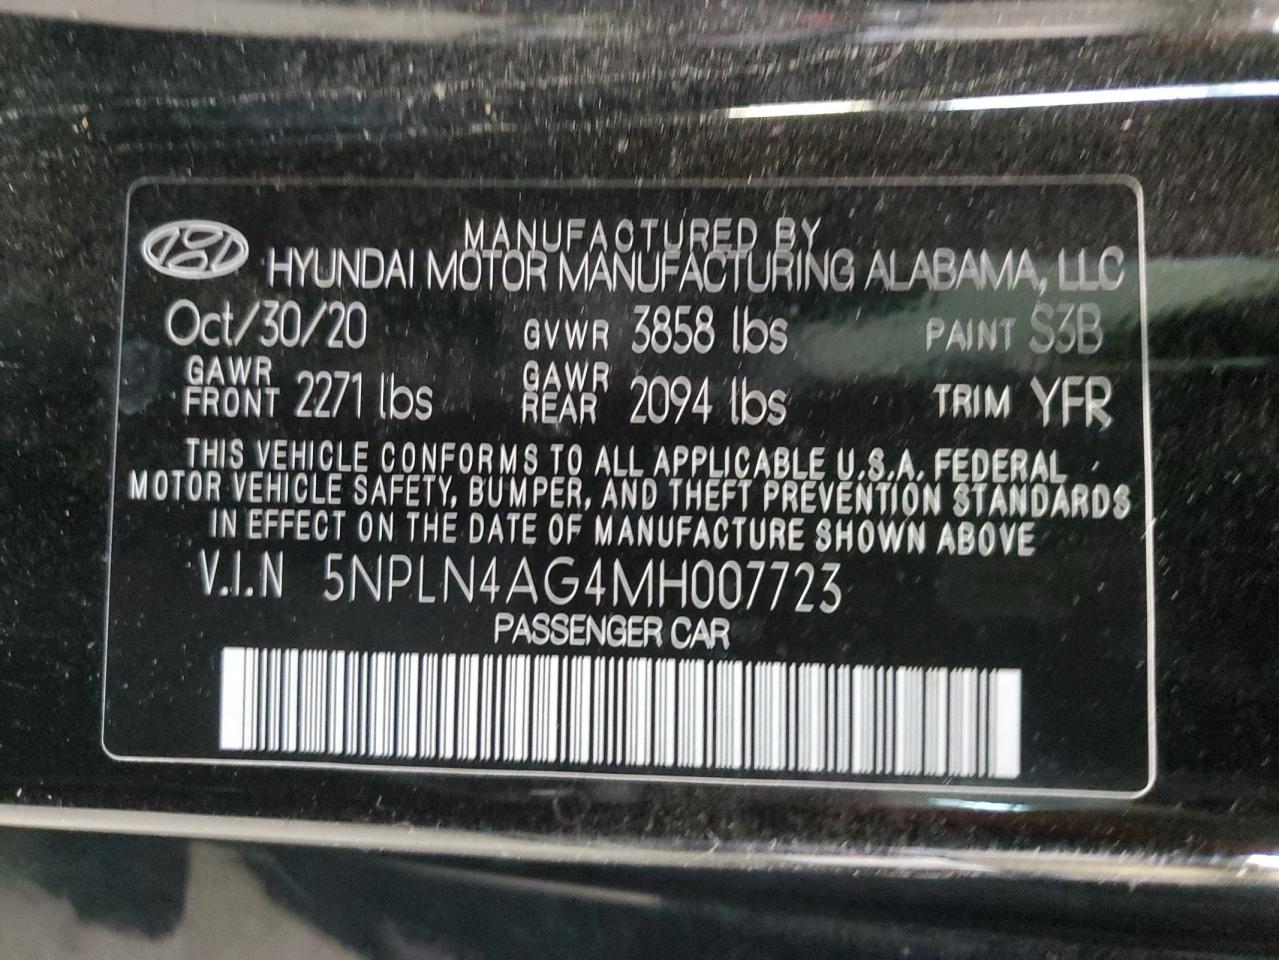 MANUFACTURED BY
HYUNDAI MOTOR MANUFACTURING ALABAMA, LLC
Oct/30/20 GVWR 3858 lbs PAINT S3B
GAWR FRONT 2271 lbs GAWR REAR 2094 lbs TRIM YFR
THIS VEHICLE CONFORMS TO ALL APPLICABLE U.S.A. FEDERAL
MOTOR VEHICLE SAFETY, BUMPER, AND THEFT PREVENTION STANDARDS
IN EFFECT ON THE DATE OF MANUFACTURE SHOWN ABOVE
V.I.N 5NPLN4AG4MH007723
PASSENGER CAR